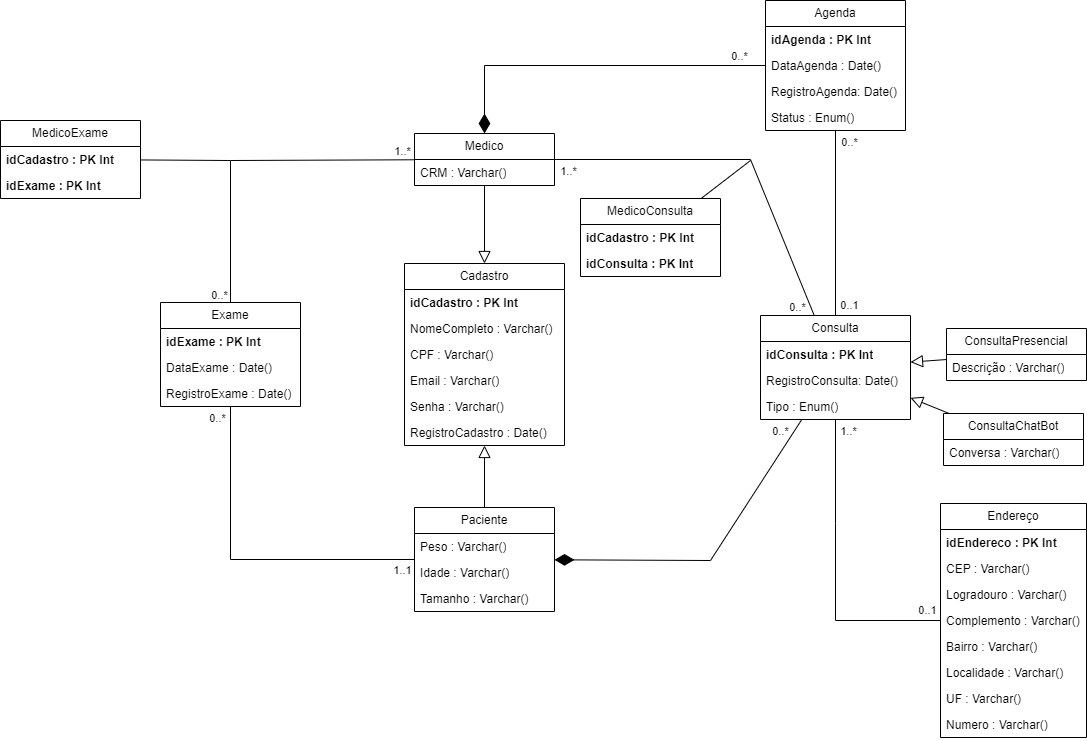 Agenda
idAgenda : PK Int
DataAgenda : Date()
RegistroAgenda: Date()
Status : Enum()
0..*
0..*
MedicoExame
idCadastro : PK Int
idExame : PK Int
1..*
Medico
CRM : Varchar()
1..*
MedicoConsulta
idCadastro : PK Int
idConsulta : PK Int
Cadastro
idCadastro : PK Int
NomeCompleto : Varchar()
CPF : Varchar()
Email : Varchar()
Senha : Varchar()
RegistroCadastro : Date()
0..*
Exame
idExame : PK Int
DataExame : Date()
RegistroExame : Date()
0..*
0..*
0..1
Consulta
idConsulta : PK Int
RegistroConsulta: Date()
Tipo : Enum()
0..*
1..*
ConsultaPresencial
Descrição : Varchar()
ConsultaChatBot
Conversa : Varchar()
1..1
Paciente
Peso : Varchar()
Idade : Varchar()
Tamanho : Varchar()
0..1
Endereço
idEndereco : PK Int
CEP : Varchar()
Logradouro : Varchar()
Complemento : Varchar()
Bairro : Varchar()
Localidade : Varchar()
UF : Varchar()
Numero : Varchar()